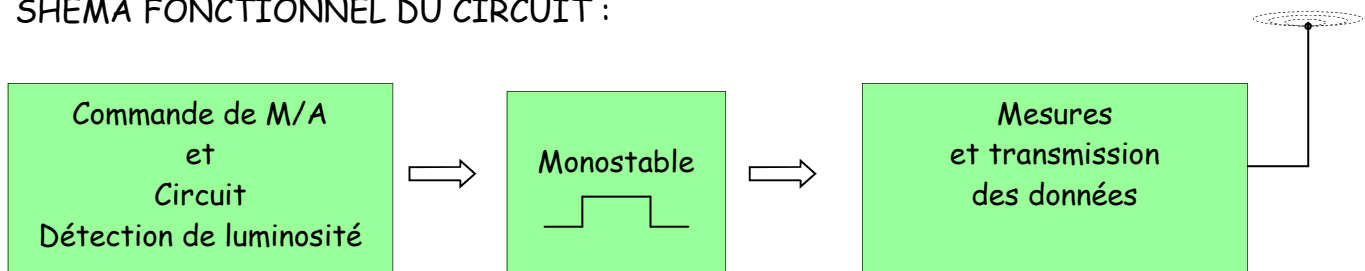 SHEMA FONCTIONNEL DU CIRCUIT :
Commande de M/A
et
Circuit
Détection de luminosité
Monostable
Mesures
et transmission
des données